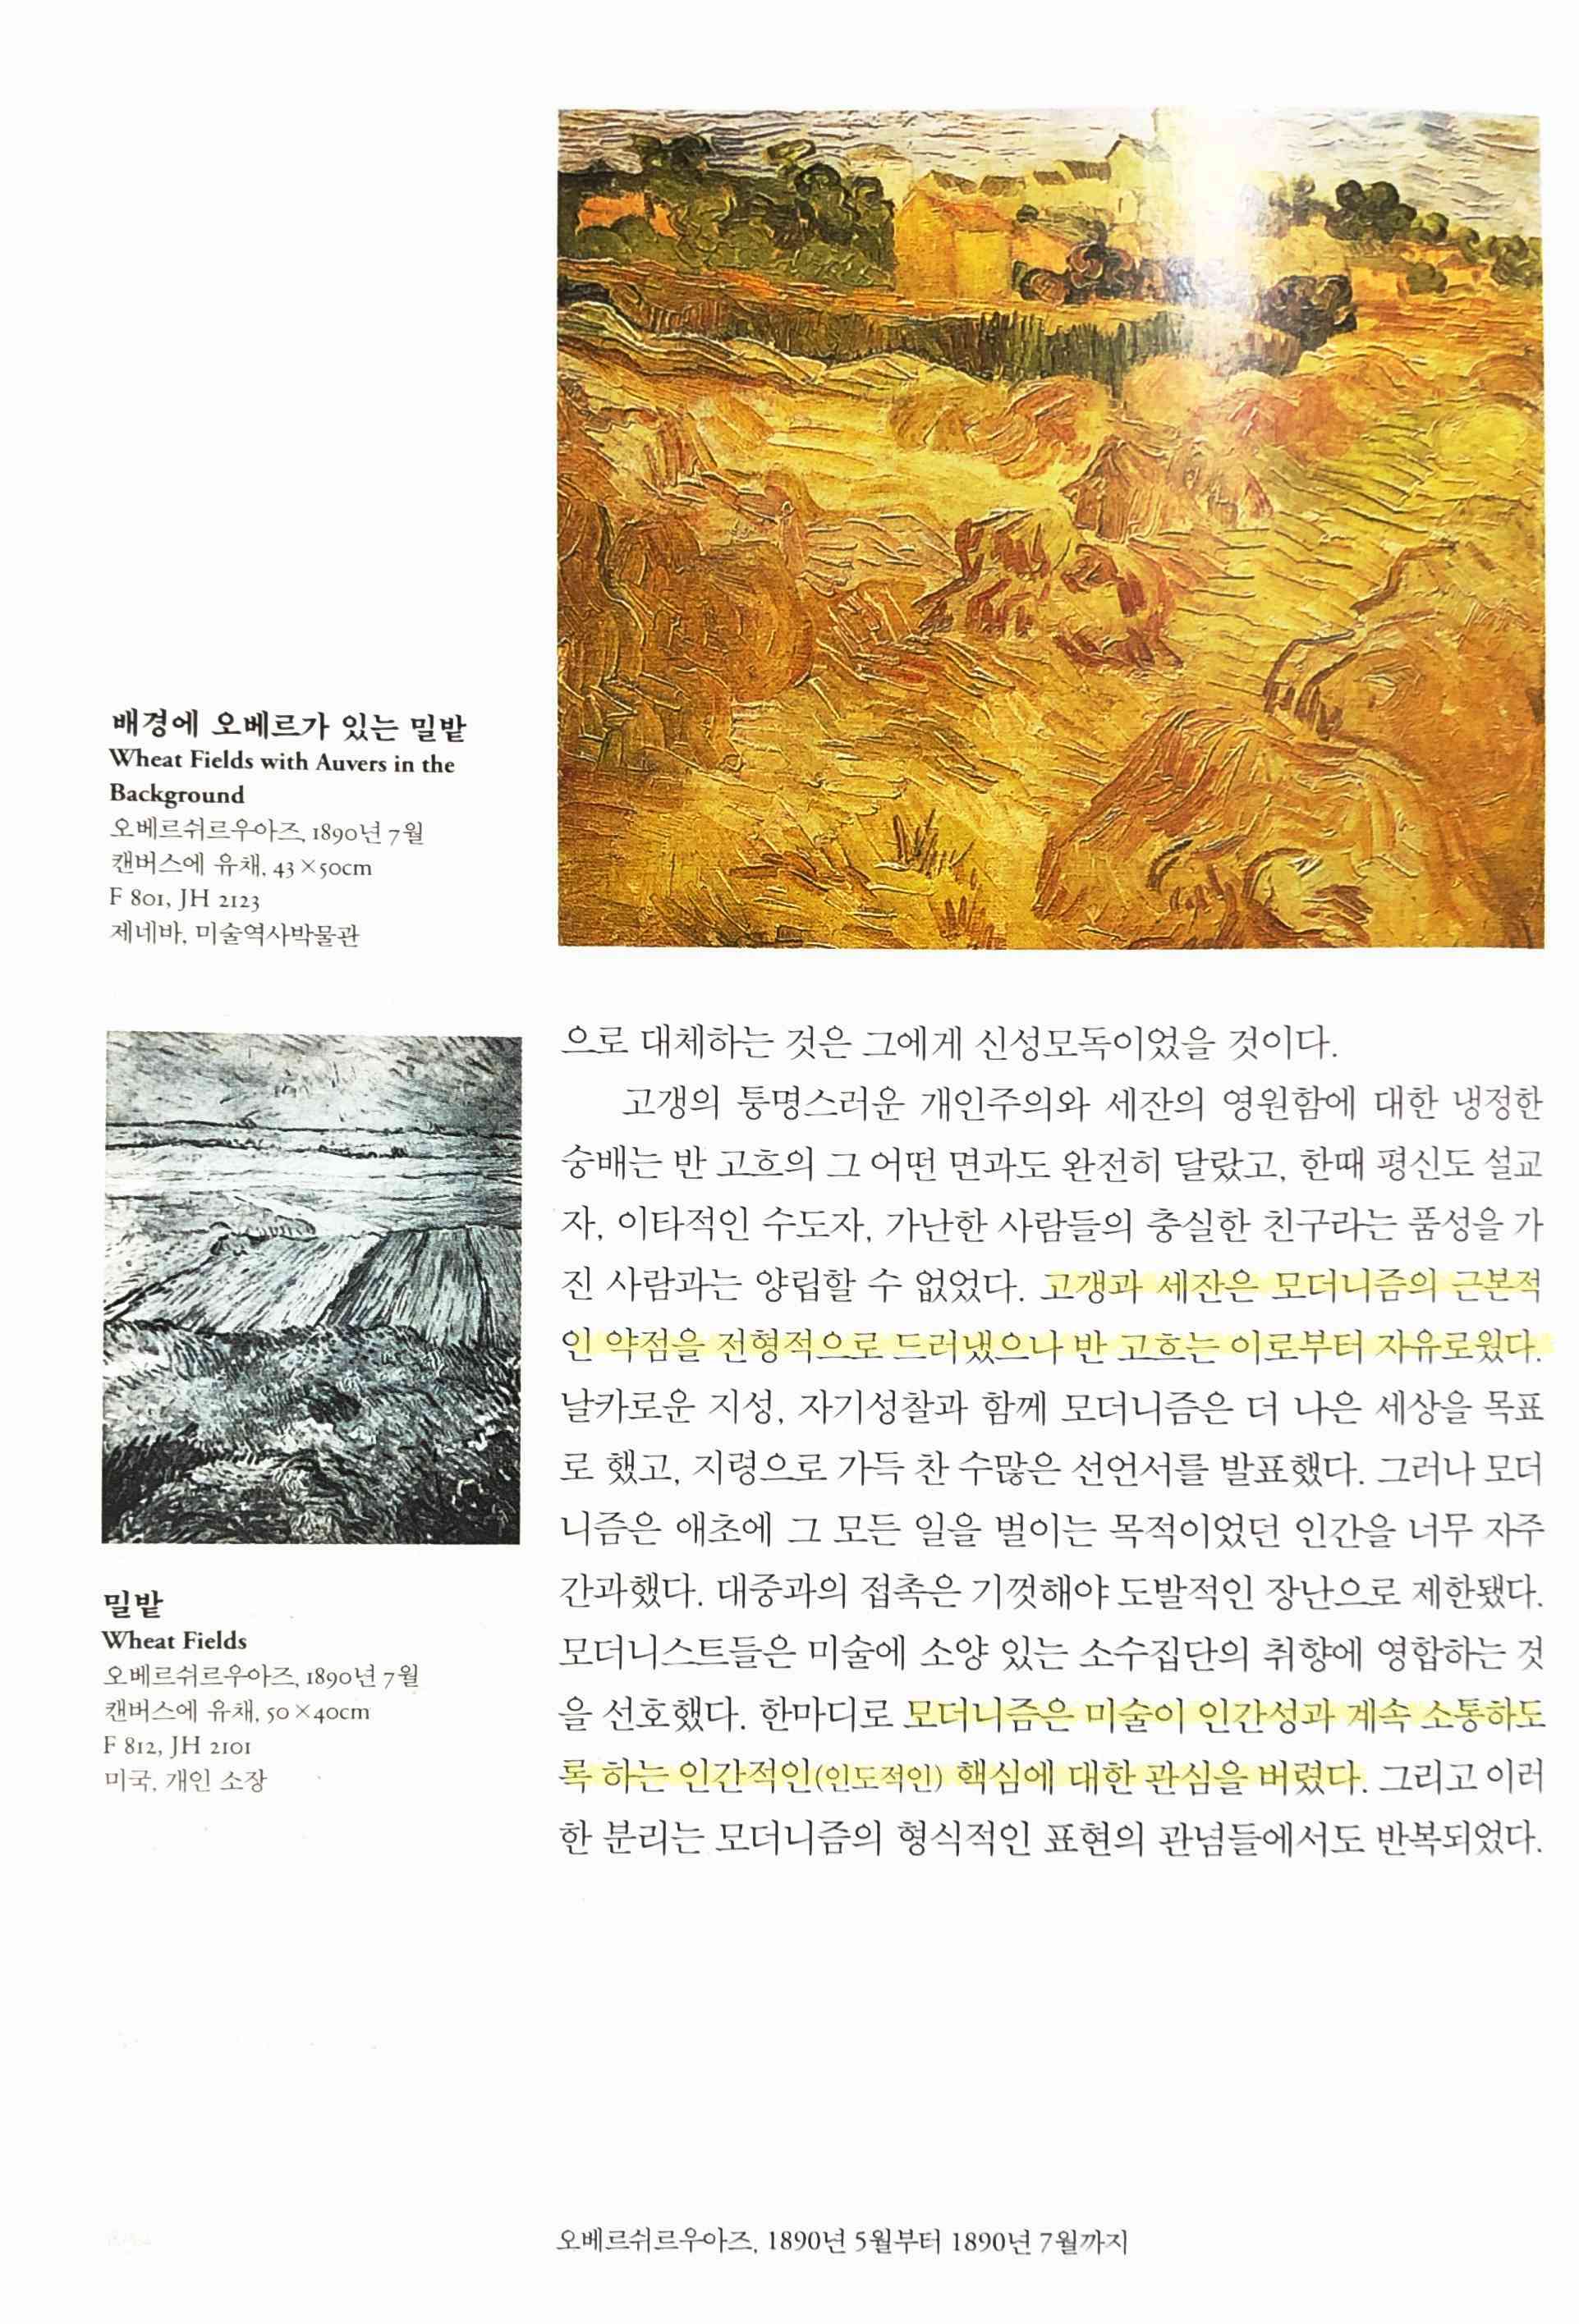 배경에 오베르가 있는 밀밭
Wheat Fields with Auvers in the
Background
오베르쉬르우아즈, 1890년 7월
캔버스에 유채, 43×50cm
F 801, JH 2123
제네바, 미술역사박물관
밀밭
Wheat Fields
오베르쉬르우아즈, 1890년 7월
캔버스에 유채, 50×40cm
F 812, JH 2101
미국, 개인 소장
으로 대체하는 것은 그에게 신성모독이었을 것이다.
고갱의 퉁명스러운 개인주의와 세잔의 영원함에 대한 냉정한
숭배는 반 고흐의 그 어떤 면과도 완전히 달랐고, 한때 평신도 설교
자, 이타적인 수도자, 가난한 사람들의 충실한 친구라는 품성을 가
진 사람과는 양립할 수 없었다. 고갱과 세잔은 모더니즘의 근본적
인 약점을 전형적으로 드러냈으나 반 고흐는 이로부터 자유로웠다.
날카로운 지성, 자기성찰과 함께 모더니즘은 더 나은 세상을 목표
로 했고, 지령으로 가득 찬 수많은 선언서를 발표했다. 그러나 모더
니즘은 애초에 그 모든 일을 벌이는 목적이었던 인간을 너무 자주
간과했다. 대중과의 접촉은 기껏해야 도발적인 장난으로 제한됐다.
모더니스트들은 미술에 소양 있는 소수집단의 취향에 영합하는 것
을 선호했다. 한마디로 모더니즘은 미술이 인간성과 계속 소통하도
록 하는 인간적인(인도적인) 핵심에 대한 관심을 버렸다. 그리고 이러
한 분리는 모더니즘의 형식적인 표현의 관념들에서도 반복되었다.
오베르쉬르우아즈, 1890년 5월부터 1890년 7월까지